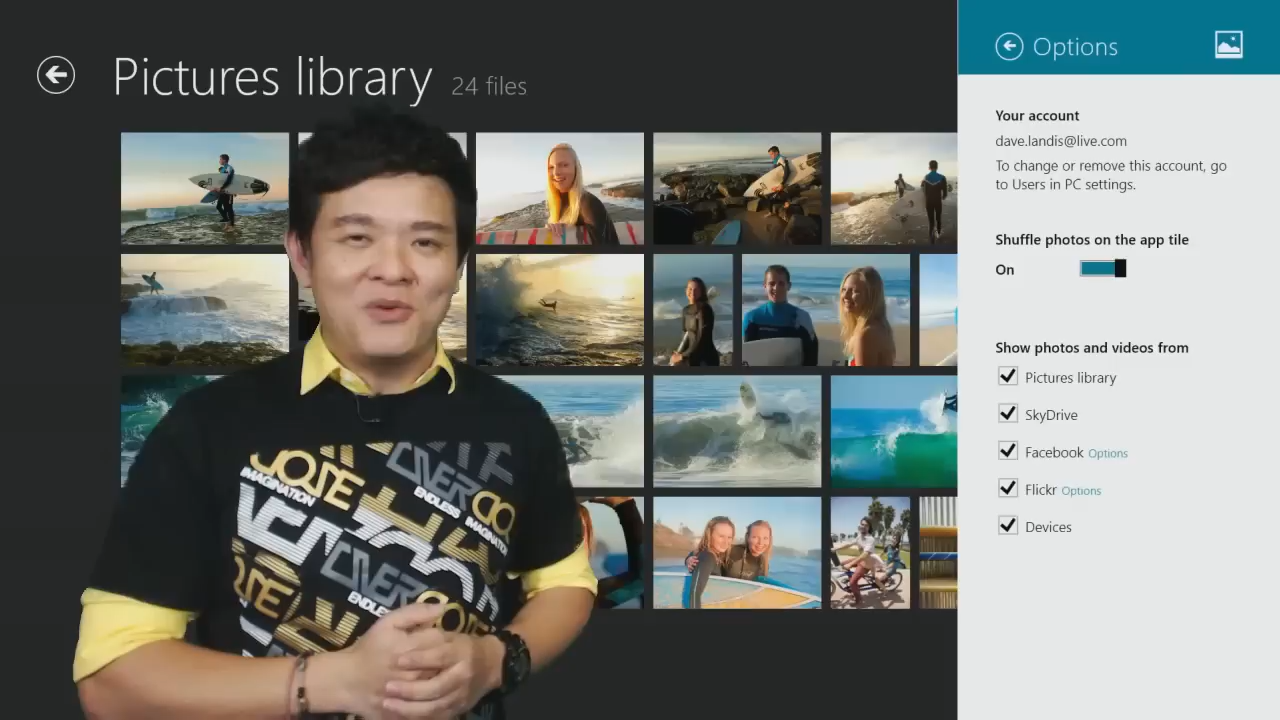 Pictures library 24 files
Options
Your account
dave.landis@live.com
To change or remove this account, go
to Users in PC settings.
Shuffle photos on the app tile
On
Show photos and videos from
Pictures library
SkyDrive
Facebook Options
Flickr Options
Devices
IMAGINATION
ENDLESS IMAGINATION